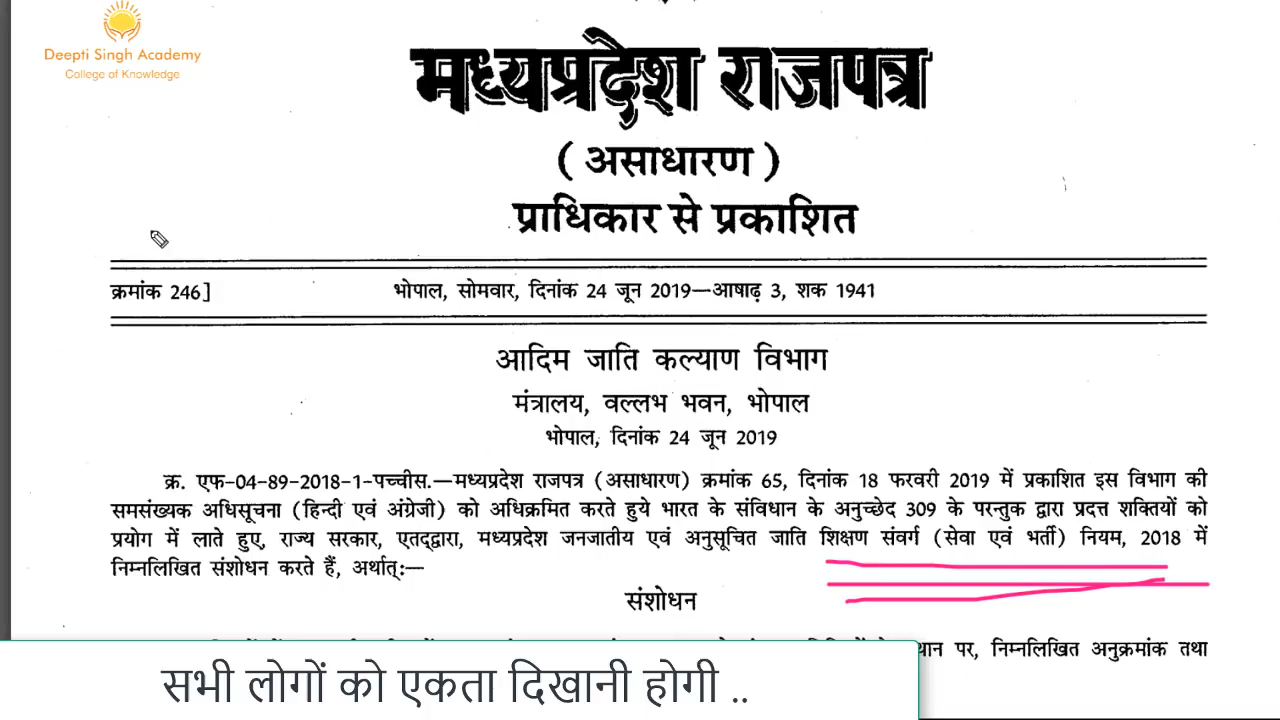 Deepti Singh Academy
College of Knowledge
मध्यप्रदेश राजपत्र
( असाधारण )
प्राधिकार से प्रकाशित
क्रमांक 246]
भोपाल, सोमवार, दिनांक 24 जून 2019—आषाढ़ 3, शक 1941
आदिम जाति कल्याण विभाग
मंत्रालय, वल्लभ भवन, भोपाल
भोपाल, दिनांक 24 जून 2019
क्र. एफ-04-89-2018-1-पच्चीस.—मध्यप्रदेश राजपत्र (असाधारण) क्रमांक 65, दिनांक 18 फरवरी 2019 में प्रकाशित इस विभाग की
समसंख्यक अधिसूचना (हिन्दी एवं अंग्रेजी) को अधिक्रमित करते हुये भारत के संविधान के अनुच्छेद 309 के परन्तुक द्वारा प्रदत्त शक्तियों को
प्रयोग में लाते हुए, राज्य सरकार, एतद्द्वारा, मध्यप्रदेश जनजातीय एवं अनुसूचित जाति शिक्षण संवर्ग (सेवा एवं भर्ती) नियम, 2018 में
निम्नलिखित संशोधन करते हैं, अर्थात्:—
संशोधन
पर, निम्नलिखित अनुक्रमांक तथा
सभी लोगों को एकता दिखानी होगी ..